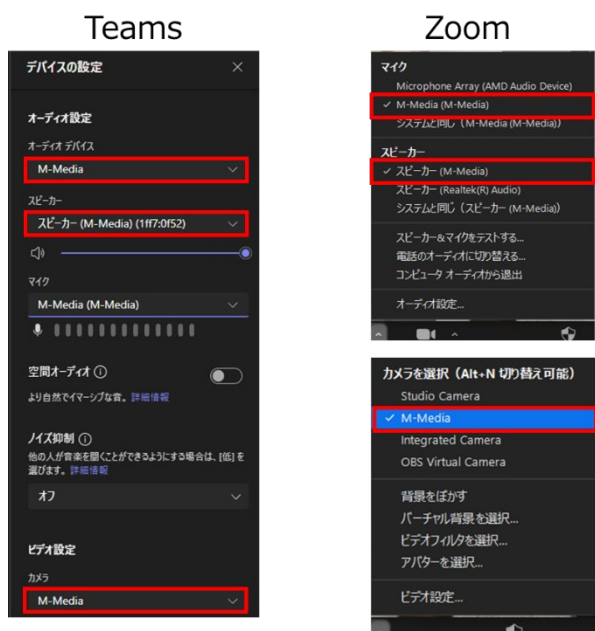 Teams
デバイスの設定
オーディオ設定
オーディオ デバイス
M-Media
スピーカー
スピーカー (M-Media) (1ff7:0f52)
マイク
M-Media (M-Media)
空間オーディオ
より自然でイマーシブな音。詳細情報
ノイズ抑制
他の人が音楽を聞くことができるようにする場合は、[低] を
選びます。詳細情報
オフ
ビデオ設定
カメラ
M-Media
Zoom
マイク
Microphone Array (AMD Audio Device)
M-Media (M-Media)
システムと同じ (M-Media (M-Media))
スピーカー
スピーカー (M-Media)
スピーカー (Realtek(R) Audio)
システムと同じ (スピーカー (M-Media))
スピーカー&マイクをテストする...
電話のオーディオに切り替える...
コンピュータ オーディオから退出
オーディオ設定...
カメラを選択 (Alt+N 切り替え可能)
Studio Camera
M-Media
Integrated Camera
OBS Virtual Camera
背景をぼかす
バーチャル背景を選択...
ビデオフィルタを選択...
アバターを選択...
ビデオ設定...